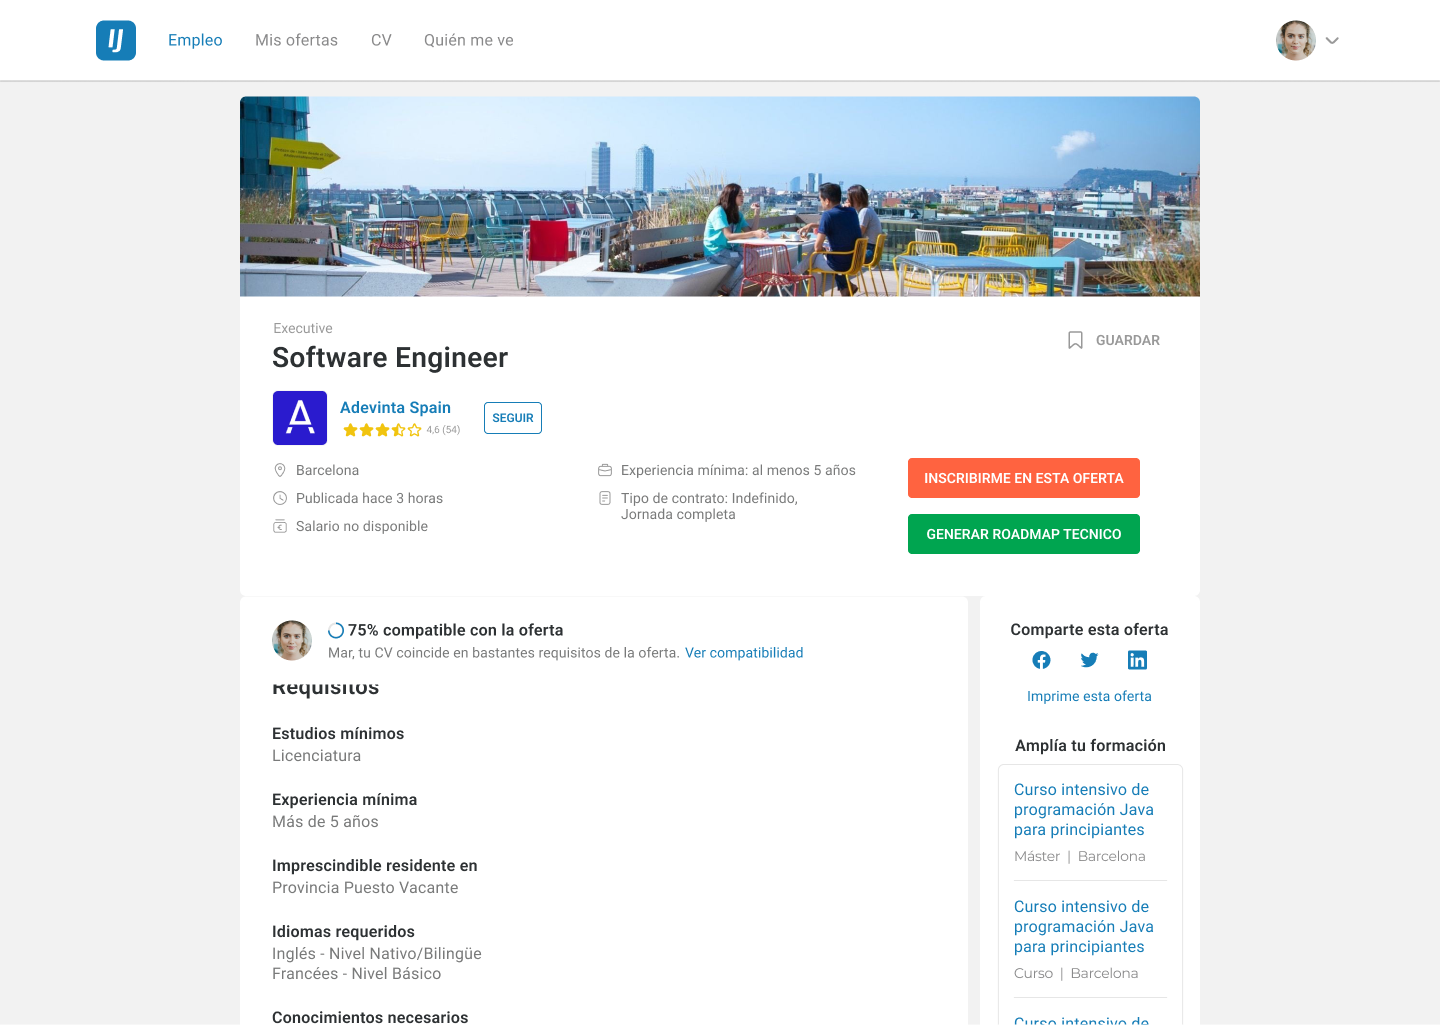 IJ
Empleo
Mis ofertas
CV
Quién me ve
Executive
Software Engineer
GUARDAR
A
Adevinta Spain
4,6 (54)
SEGUIR
Barcelona
Publicada hace 3 horas
Salario no disponible
Experiencia mínima: al menos 5 años
Tipo de contrato: Indefinido,
Jornada completa
INSCRIBIRME EN ESTA OFERTA
GENERAR ROADMAP TECNICO
75% compatible con la oferta
Mar, tu CV coincide en bastantes requisitos de la oferta. Ver compatibilidad
Requisitos
Estudios mínimos
Licenciatura
Experiencia mínima
Más de 5 años
Imprescindible residente en
Provincia Puesto Vacante
Idiomas requeridos
Inglés - Nivel Nativo/Bilingüe
Francées - Nivel Básico
Conocimientos necesarios
Comparte esta oferta
Imprime esta oferta
Amplía tu formación
Curso intensivo de
programación Java
para principiantes
Máster | Barcelona
Curso intensivo de
programación Java
para principiantes
Curso | Barcelona
Curso intensivo de